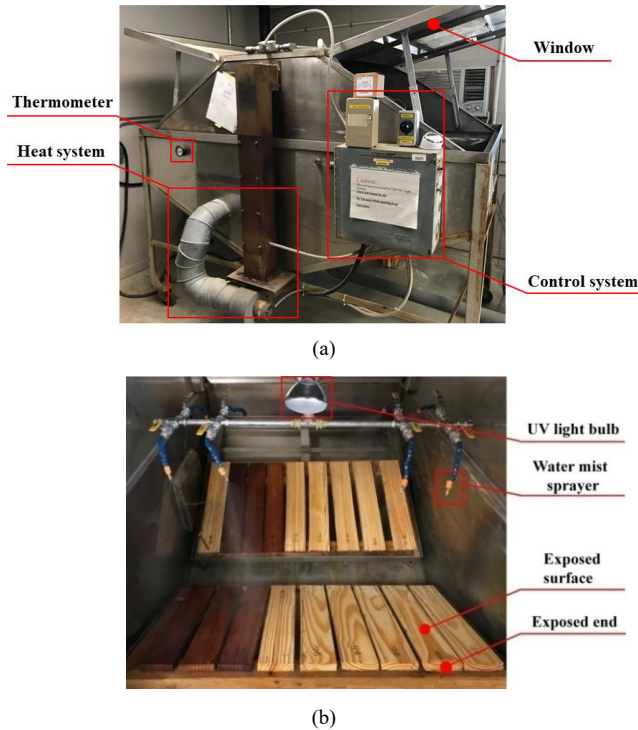 Window
Thermometer
Heat system
Caution
Control system
(a)
UV light bulb
Water mist
sprayer
Exposed
surface
Exposed end
(b)